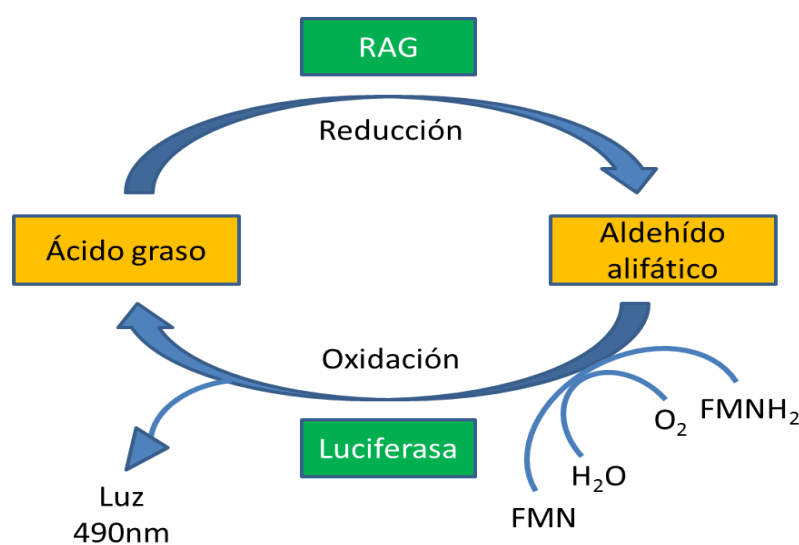 RAG
Reducción
Ácido graso
Aldehído
alifático
Oxidación
Luciferasa
O₂
FMNH₂
H₂O
FMN
Luz
490nm